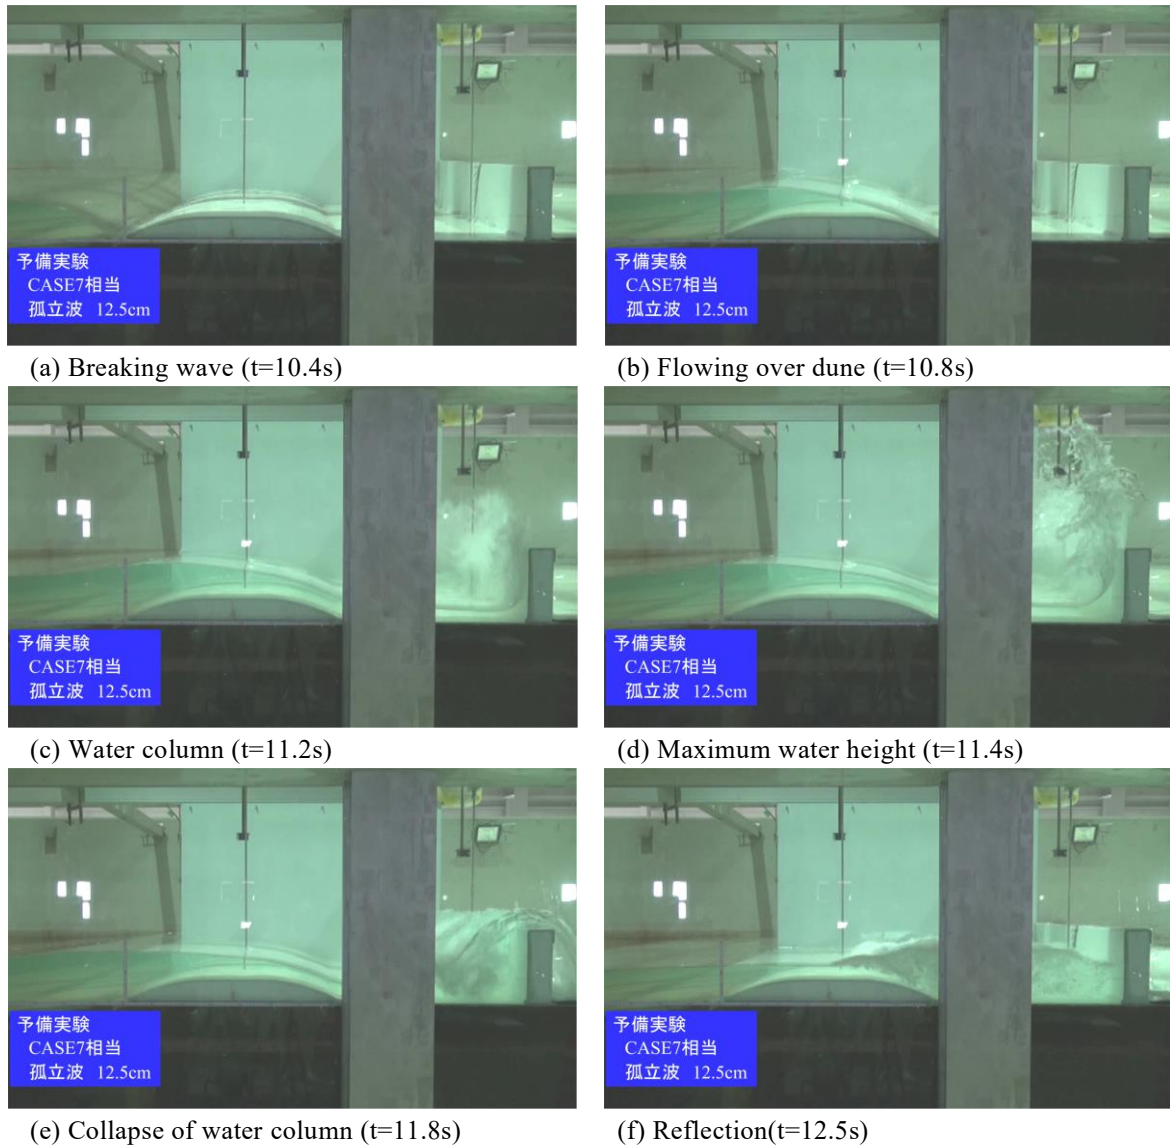 予備実験
CASE7相当
孤立波 12.5cm
予備実験
CASE7相当
孤立波 12.5cm
(a) Breaking wave (t=10.4s)
(b) Flowing over dune (t=10.8s)
予備実験
CASE7相当
孤立波 12.5cm
予備実験
CASE7相当
孤立波 12.5cm
(c) Water column (t=11.2s)
(d) Maximum water height (t=11.4s)
予備実験
CASE7相当
孤立波 12.5cm
予備実験
CASE7相当
孤立波 12.5cm
(e) Collapse of water column (t=11.8s)
(f) Reflection(t=12.5s)